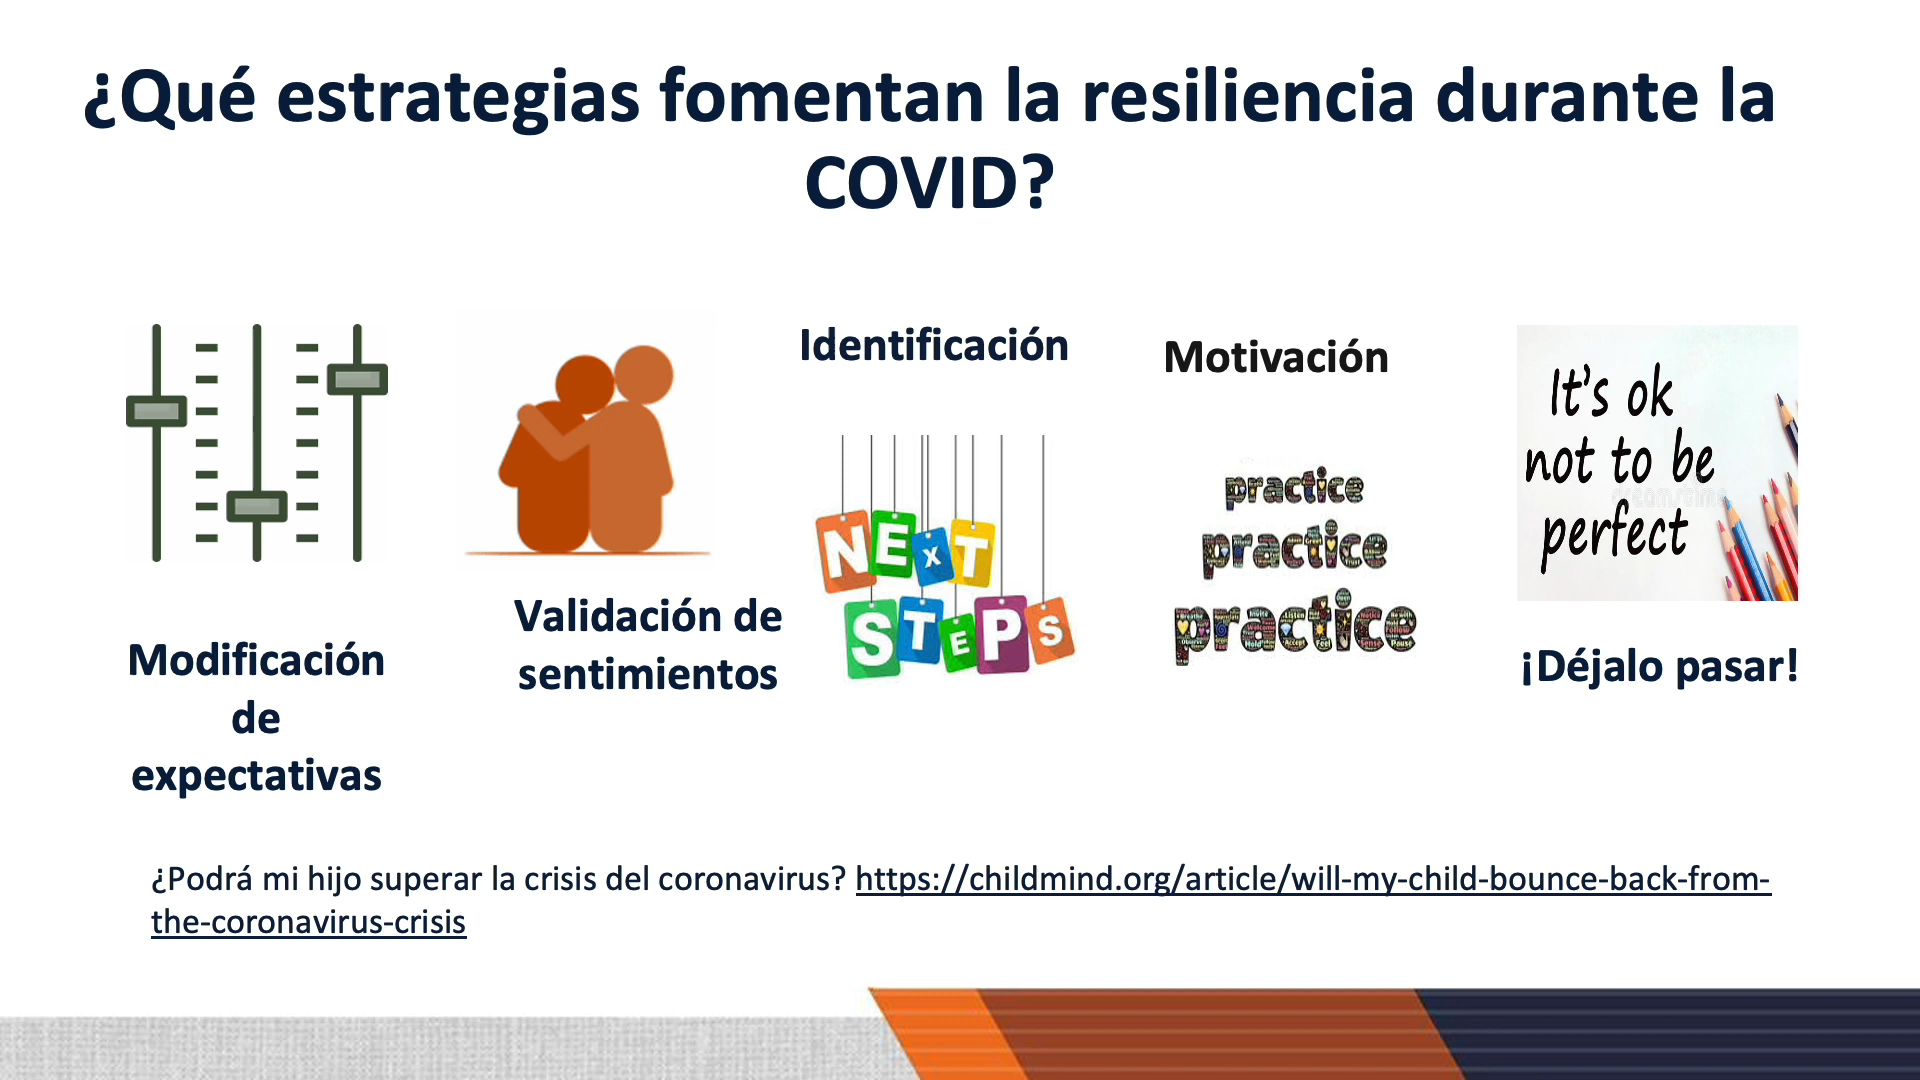 ¿Qué estrategias fomentan la resiliencia durante la
COVID?
Modificación
de
expectativas
Validación de
sentimientos
Identificación
NExT
STePS
Motivación
practice
practice
practice
It's ok
not to be
perfect
¡Déjalo pasar!
¿Podrá mi hijo superar la crisis del coronavirus? https://childmind.org/article/will-my-child-bounce-back-from-
the-coronavirus-crisis